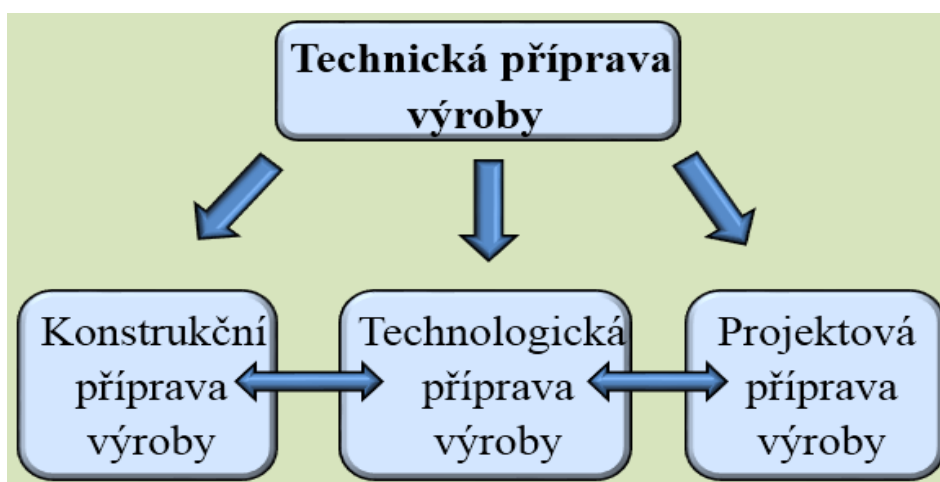 Technická příprava
výroby
Konstrukční
příprava
výroby
Technologická
příprava
výroby
Projektová
příprava
výroby